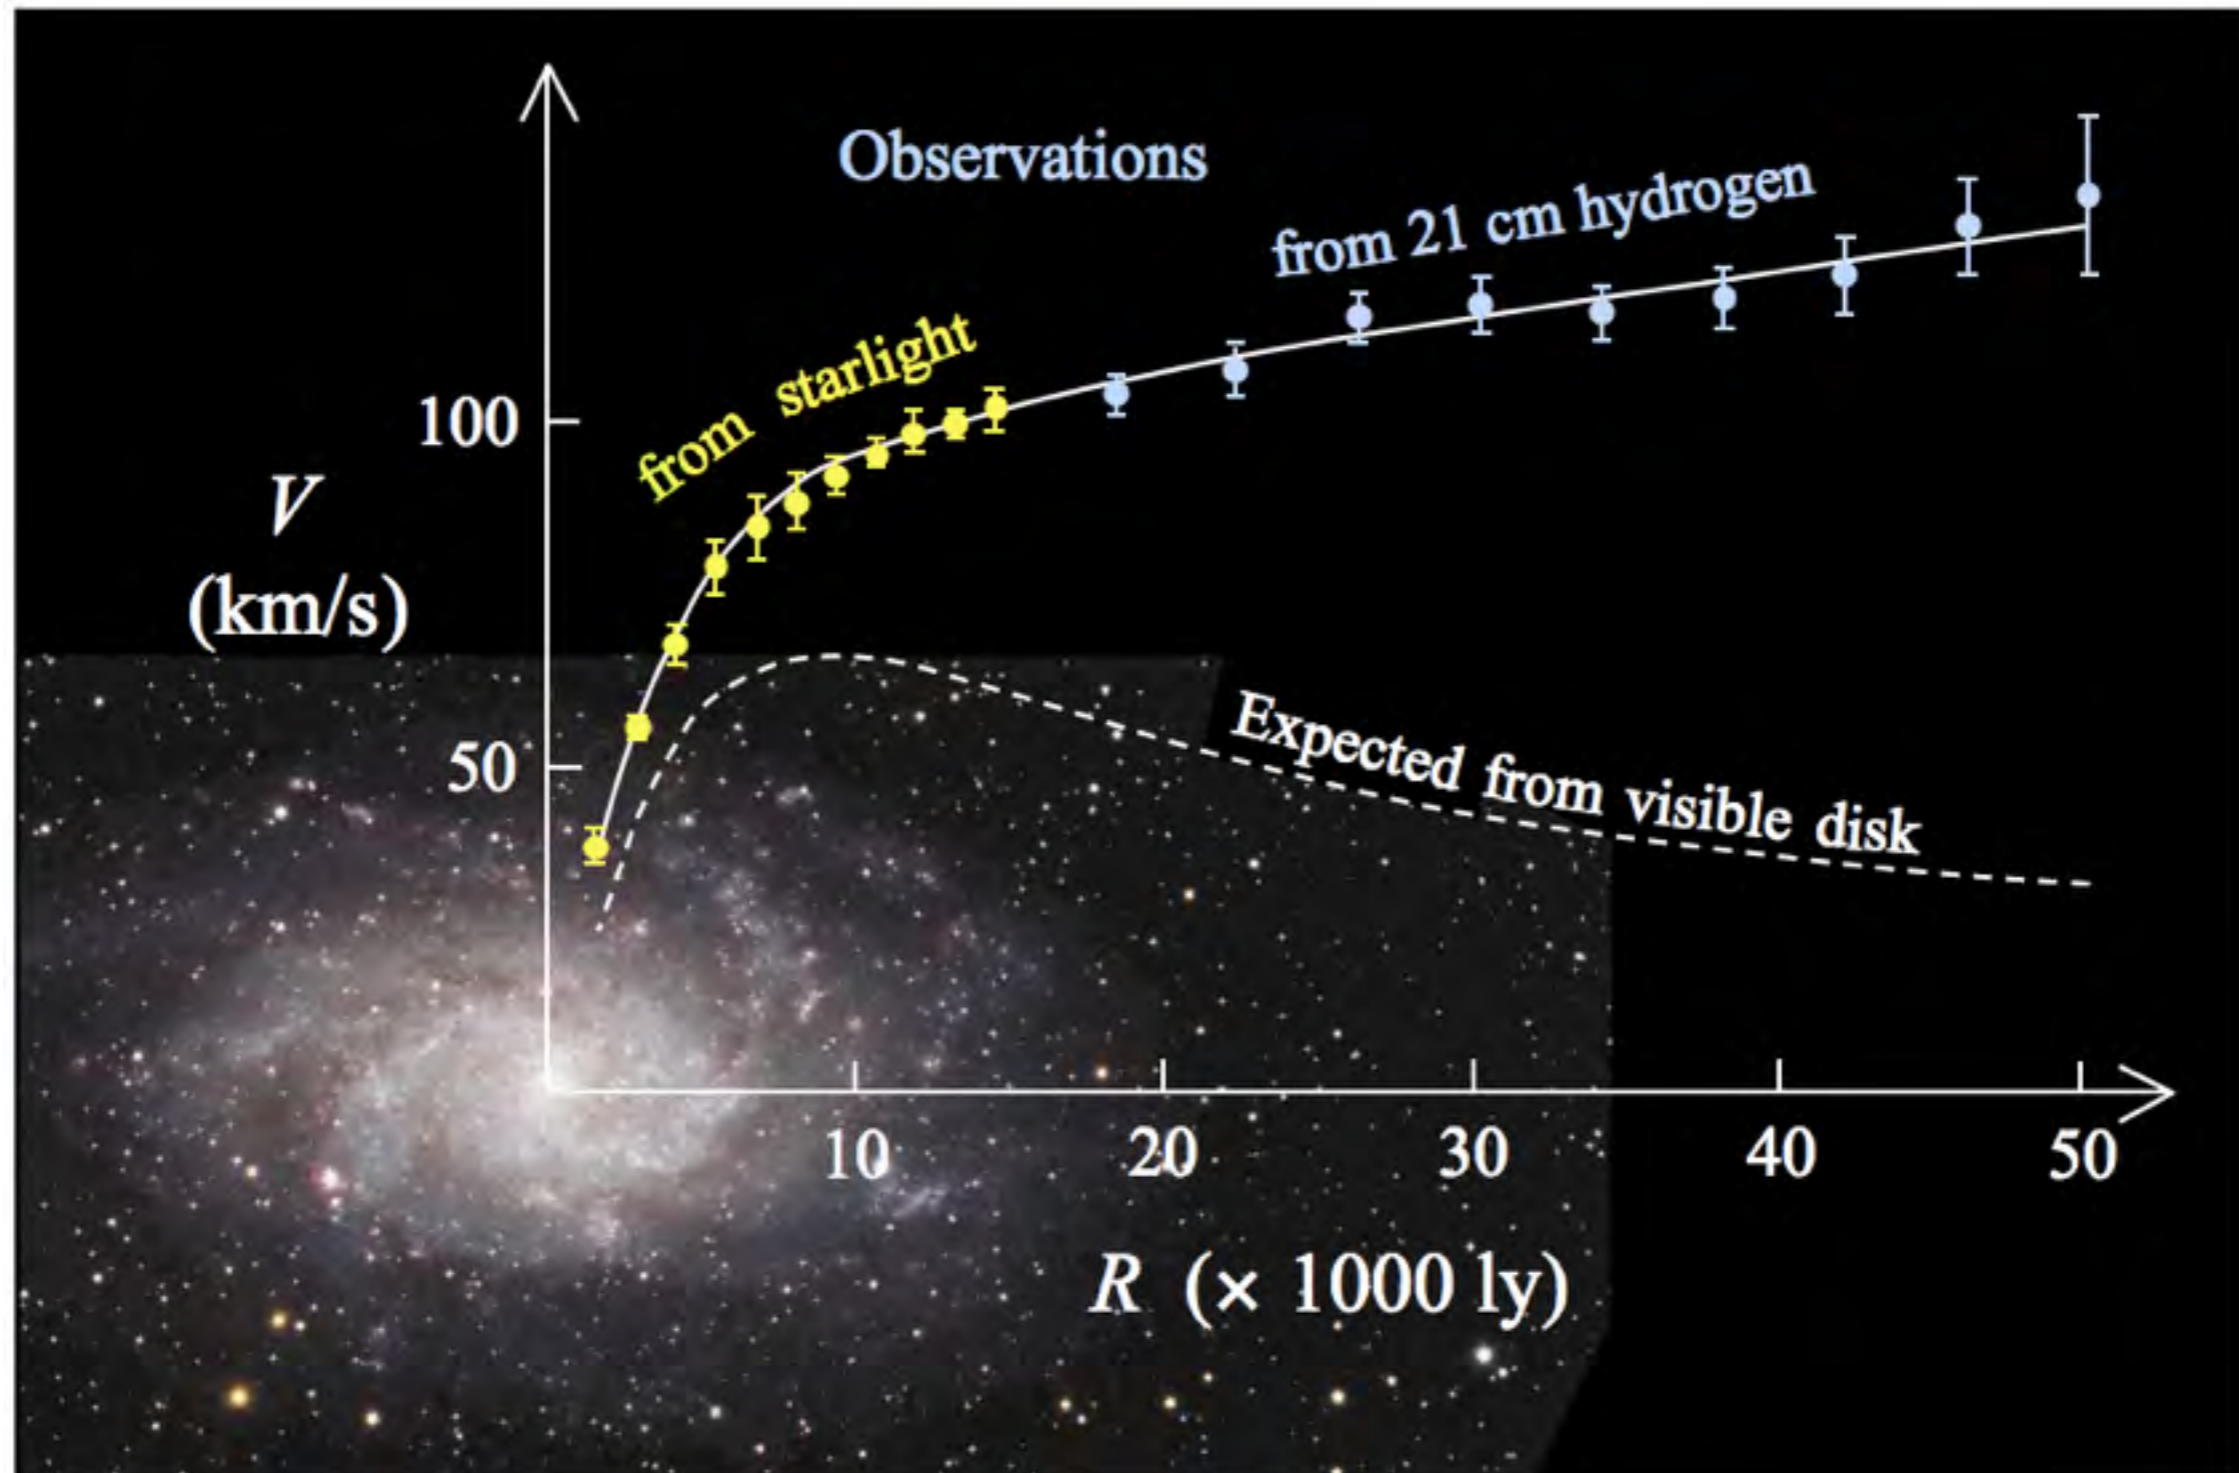 Observations
from 21 cm hydrogen
from starlight
100
V
(km/s)
50
Expected from visible disk
10
20
30
40
50
R (× 1000 ly)